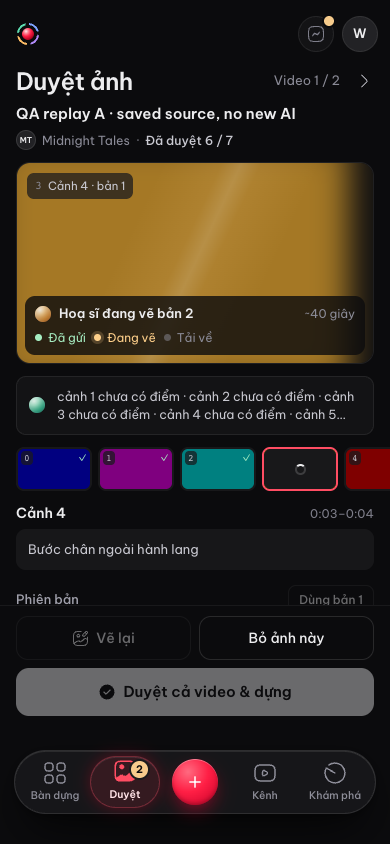 W
Duyệt ảnh
Video 1 / 2
QA replay A · saved source, no new AI
MT Midnight Tales · Đã duyệt 6 / 7
3 Cảnh 4 · bản 1
Hoạ sĩ đang vẽ bản 2
~40 giây
Đã gửi Đang vẽ Tải về
cảnh 1 chưa có điểm · cảnh 2 chưa có điểm · cảnh
3 chưa có điểm · cảnh 4 chưa có điểm · cảnh 5…
0 1 2 4
Cảnh 4
0:03–0:04
Bước chân ngoài hành lang
Phiên bản
Dùng bản 1
Vẽ lại
Bỏ ảnh này
Duyệt cả video & dựng
2
Bàn dựng Duyệt Kênh Khám phá